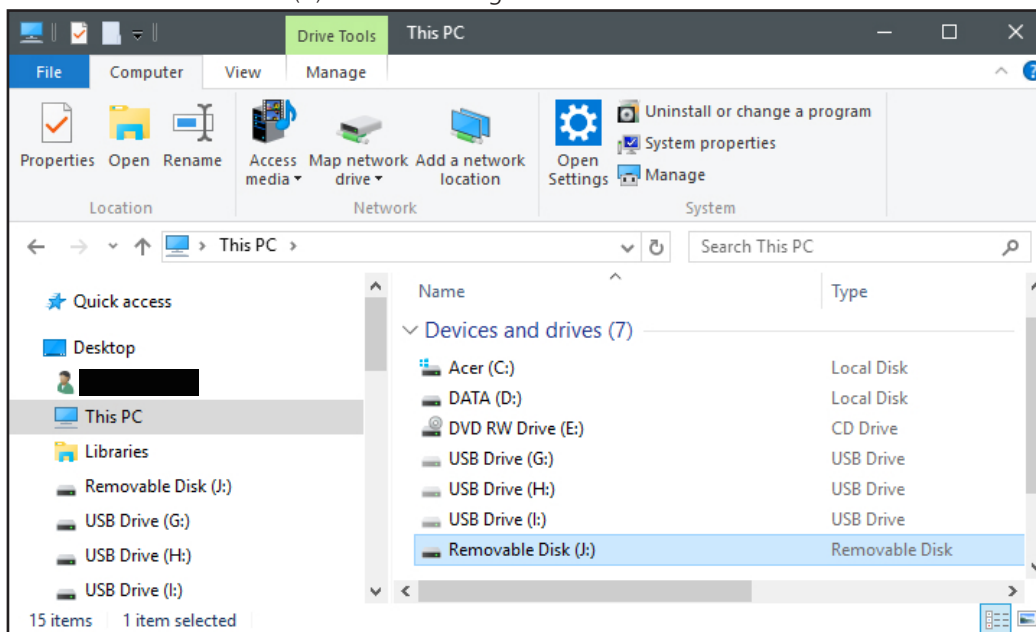 Drive Tools This PC
File Computer View Manage
Properties Open Rename Access media Map network drive Add a network location Open Settings Uninstall or change a program
System properties
Manage
Location Network System
This PC Search This PC
Quick access
Desktop
This PC
Libraries
Removable Disk (J:)
USB Drive (G:)
USB Drive (H:)
USB Drive (I:)
Name Type
Devices and drives (7)
Acer (C:) Local Disk
DATA (D:) Local Disk
DVD RW Drive (E:) CD Drive
USB Drive (G:) USB Drive
USB Drive (H:) USB Drive
USB Drive (I:) USB Drive
Removable Disk (J:) Removable Disk
15 items 1 item selected